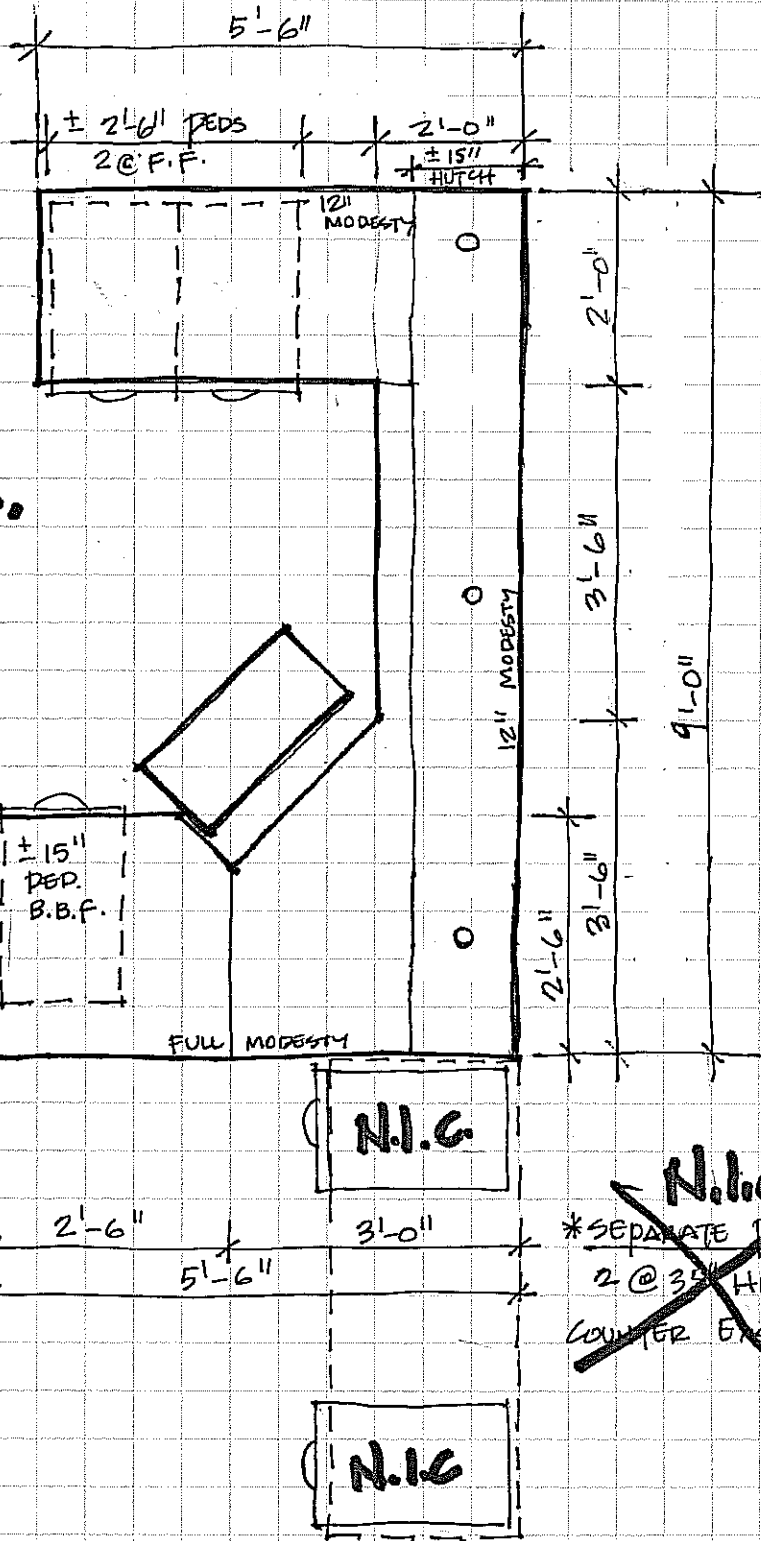 5'-6"
± 2'-6" PEDS
2 @ F.F.
2'-0"
± 15"
HUTCH
12"
MODESTY
2'-0"
3'-6"
12" MODESTY
9'-0"
± 15"
PED.
B.B.F.
2'-6"
3'-6"
FULL MODESTY
N.I.C.
2'-6"
3'-0"
5'-6"
N.I.C
* SEPARATE
2 @ 35" H
COUNTER
N.I.C